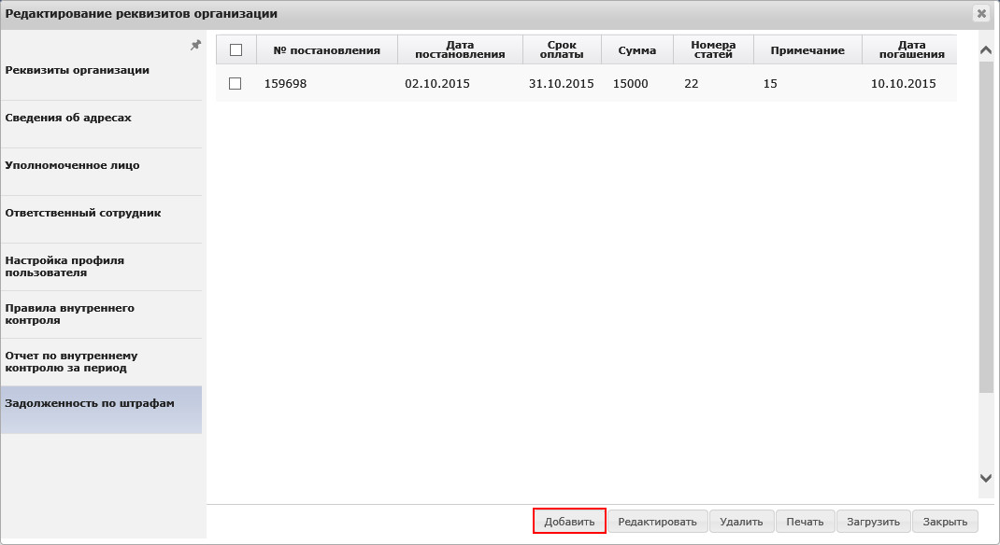 Редактирование реквизитов организации
Реквизиты организации
Сведения об адресах
Уполномоченное лицо
Ответственный сотрудник
Настройка профиля
пользователя
Правила внутреннего
контроля
Отчет по внутреннему
контролю за период
Задолженность по штрафам
№ постановления Дата постановления Срок оплаты Сумма Номера статей Примечание Дата погашения
159698 02.10.2015 31.10.2015 15000 22 15 10.10.2015
Добавить Редактировать Удалить Печать Загрузить Закрыть